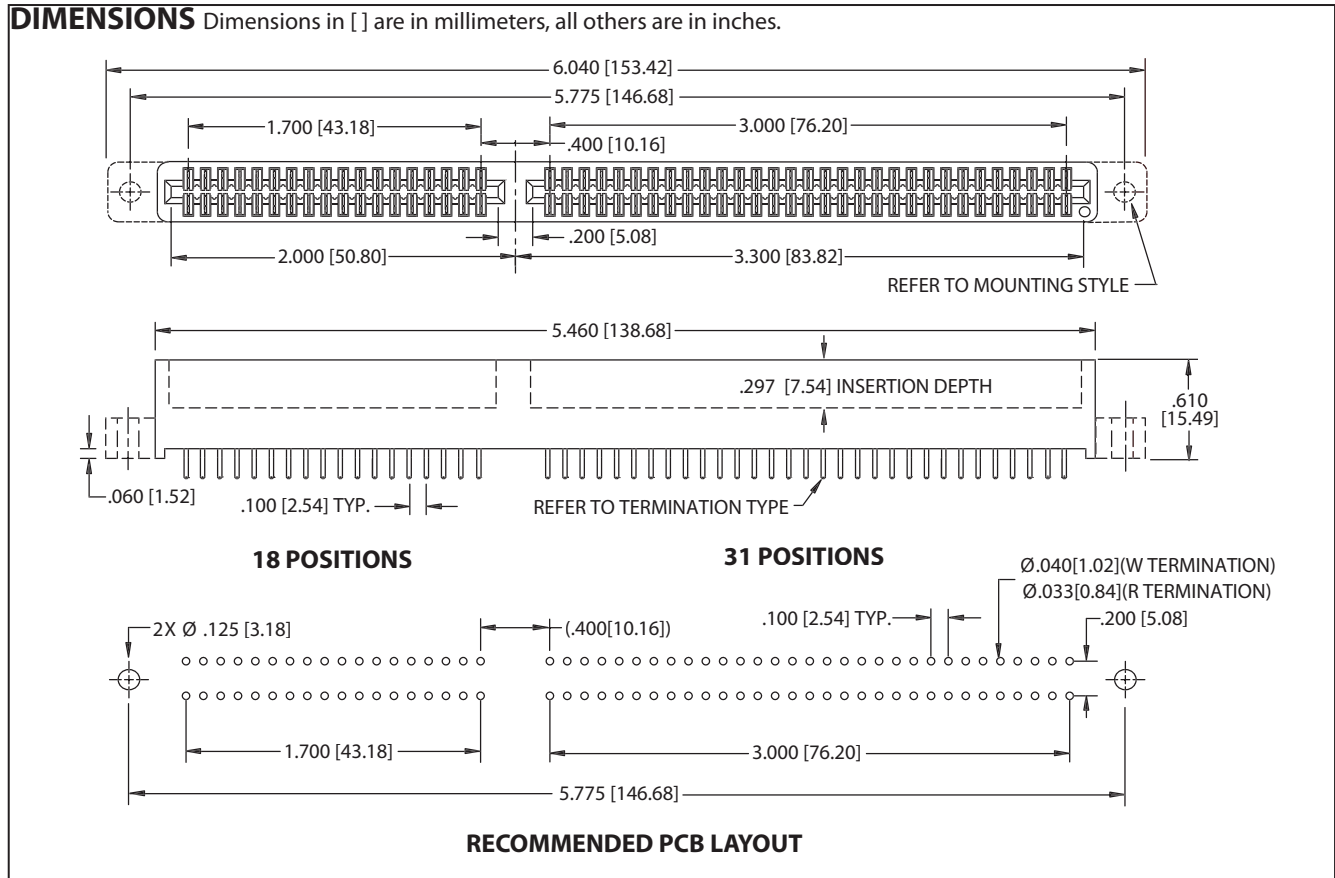 DIMENSIONS Dimensions in [ ] are in millimeters, all others are in inches.
6.040 [153.42]
5.775 [146.68]
1.700 [43.18]
3.000 [76.20]
.400 [10.16]
.200 [5.08]
2.000 [50.80]
3.300 [83.82]
REFER TO MOUNTING STYLE
5.460 [138.68]
.297 [7.54] INSERTION DEPTH
.610
[15.49]
.060 [1.52]
.100 [2.54] TYP.
REFER TO TERMINATION TYPE
18 POSITIONS
31 POSITIONS
Ø.040[1.02](W TERMINATION)
Ø.033[0.84](R TERMINATION)
2X Ø .125 [3.18]
(.400[10.16])
.100 [2.54] TYP.
.200 [5.08]
1.700 [43.18]
3.000 [76.20]
5.775 [146.68]
RECOMMENDED PCB LAYOUT